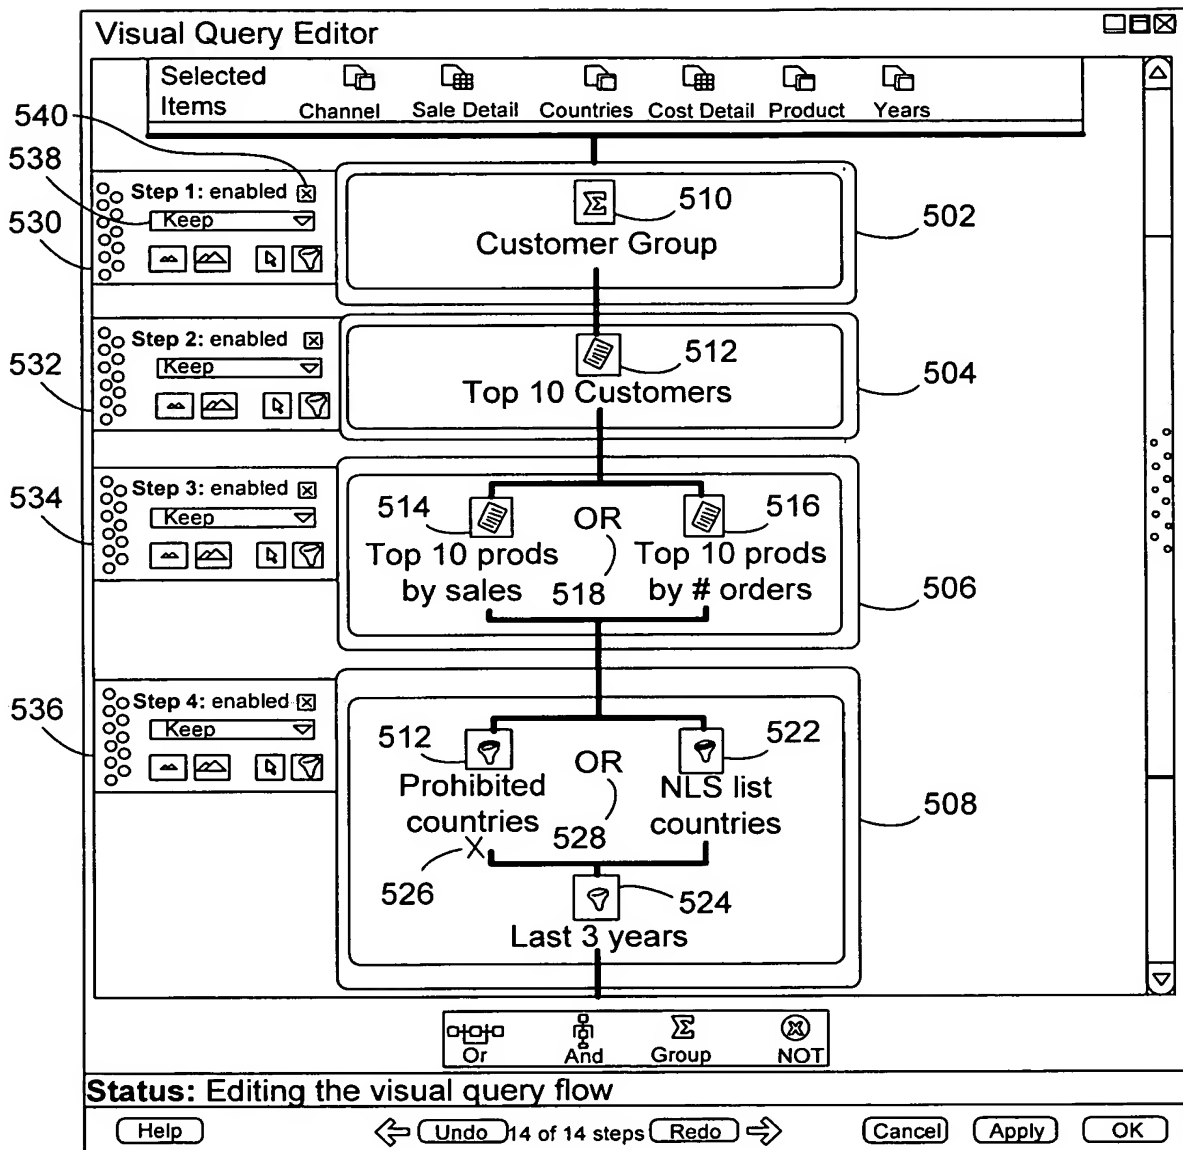 Visual Query Editor
Selected Items
Channel
Sale Detail
Countries
Cost Detail
Product
Years
540
538
530
Step 1: enabled
Keep
510
Customer Group
502
532
Step 2: enabled
Keep
512
Top 10 Customers
504
534
Step 3: enabled
Keep
514
OR
516
Top 10 prods
by sales
518
Top 10 prods
by # orders
506
536
Step 4: enabled
Keep
512
OR
522
Prohibited
countries
528
NLS list
countries
508
526
524
Last 3 years
Or
And
Group
NOT
Status: Editing the visual query flow
Help
Undo
14 of 14 steps
Redo
Cancel
Apply
OK